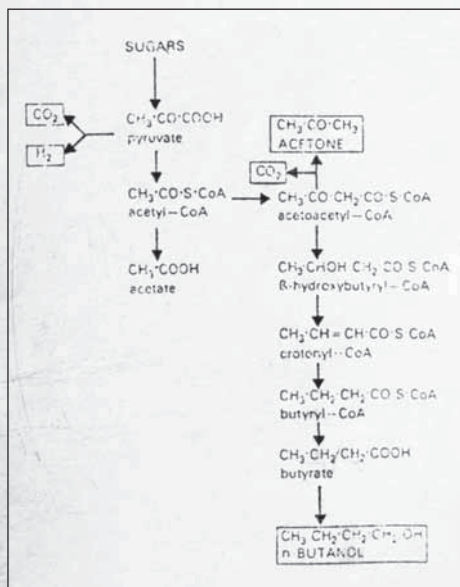 SUGARS
CO₂
H₂
CH₃·CO·COOH
pyruvate
CH₃·CO·S·CoA
acetyl-CoA
CH₃·COOH
acetate
CH₃·CO·CH₃
ACETONE
CO₂
CH₃·CO·CH₂·CO·S·CoA
acetoacetyl-CoA
CH₃·CHOH CH₂ CO S CoA
ß-hydroxybutyryl-CoA
CH₃·CH=CH·CO·S CoA
crotonyl-CoA
CH₃·CH₂·CH₂·CO S·CoA
butyryl-CoA
CH₃·CH₂/CH₂·COOH
butyrate
CH₃ CH₂·CH₂·CH₂ OH
n BUTANOL